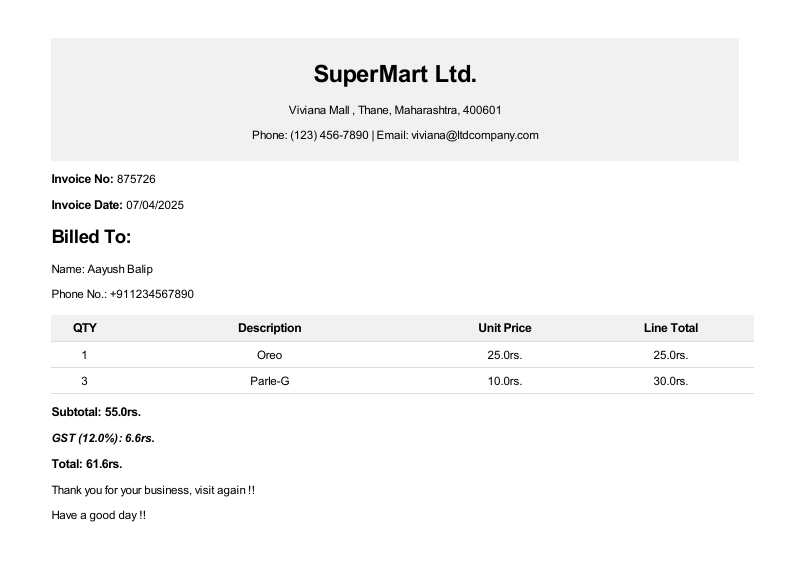 SuperMart Ltd.
Viviana Mall , Thane, Maharashtra, 400601
Phone: (123) 456-7890 | Email: viviana@ltdcompany.com
Invoice No: 875726
Invoice Date: 07/04/2025
Billed To:
Name: Aayush Balip
Phone No.: +911234567890
QTY Description Unit Price Line Total
1 Oreo 25.0rs. 25.0rs.
3 Parle-G 10.0rs. 30.0rs.
Subtotal: 55.0rs.
GST (12.0%): 6.6rs.
Total: 61.6rs.
Thank you for your business, visit again !!
Have a good day !!